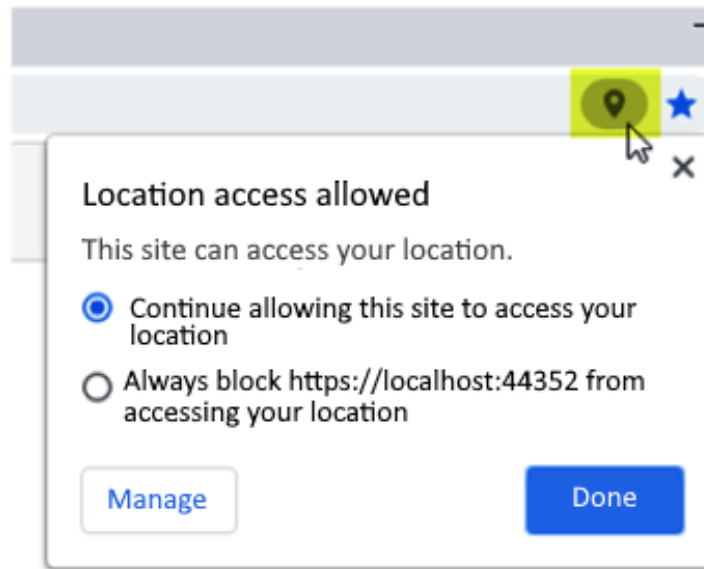 Location access allowed
This site can access your location.
Continue allowing this site to access your
location
Always block https://localhost:44352 from
accessing your location
Manage
Done